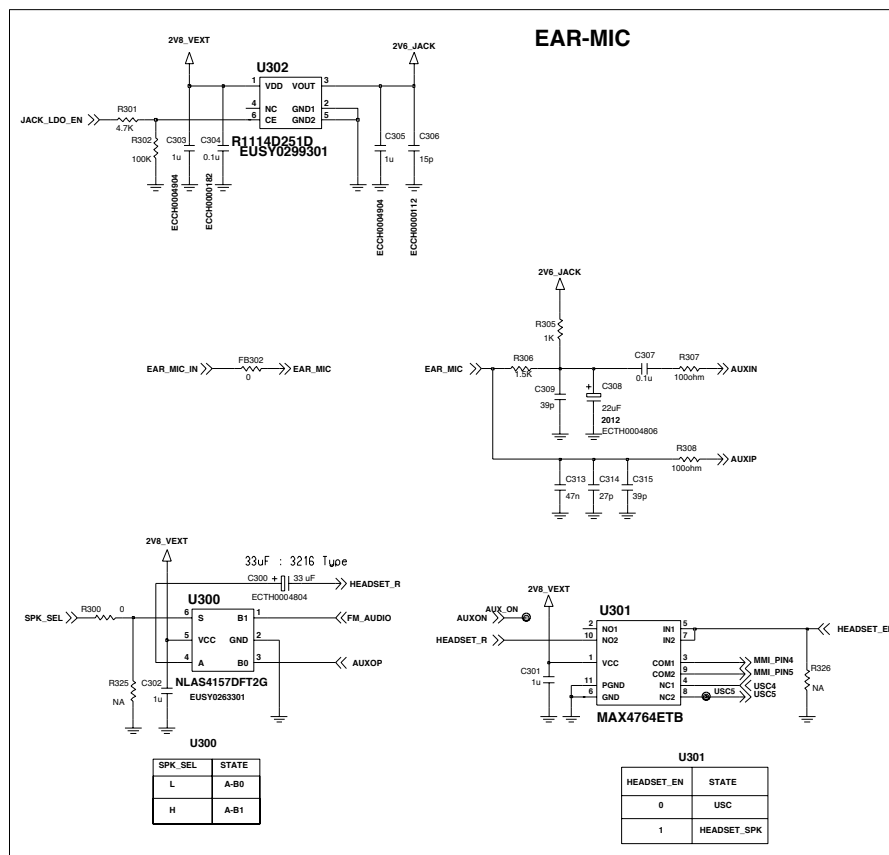 EAR-MIC
2V8_VEXT
2V6_JACK
U302
1 VDD VOUT 3
4 NC GND1 2
6 CE GND2 5
JACK_LDO_EN
R301
4.7K
R302
100K
C303
1u
C304
0.1u
R1114D251D
EUSY0299301
C305
1u
C306
15p
ECCH0004904
ECCH0000182
ECCH0004904
ECCH0000112
2V6_JACK
R305
1K
EAR_MIC_IN
FB302
0
EAR_MIC
EAR_MIC
R306
1.5K
C307
0.1u
R307
100ohm
AUXIN
C309
39p
+
C308
22uF
2012
ECTH0004806
R308
100ohm
AUXIP
C313
47n
C314
27p
C315
39p
2V8_VEXT
33uF : 3216 Type
C300 + 33 uF
ECTH0004804
HEADSET_R
U300
SPK_SEL
R300 0
6 S B1 1
FM_AUDIO
5 VCC GND 2
4 A B0 3
AUXOP
R325
NA
C302
1u
NLAS4157DFT2G
EUSY0263301
U300
SPK_SEL STATE
L A-B0
H A-B1
2V8_VEXT
AUXON
AUX_ON
HEADSET_R
U301
2 NO1 IN1 5
10 NO2 IN2 7
HEADSET_EN
1 VCC COM1 3 MMI_PIN4
COM2 9 MMI_PIN5
11 PGND NC1 4 USC4
6 GND NC2 8 USC5 USC5
C301
1u
R326
NA
MAX4764ETB
U301
HEADSET_EN STATE
0 USC
1 HEADSET_SPK